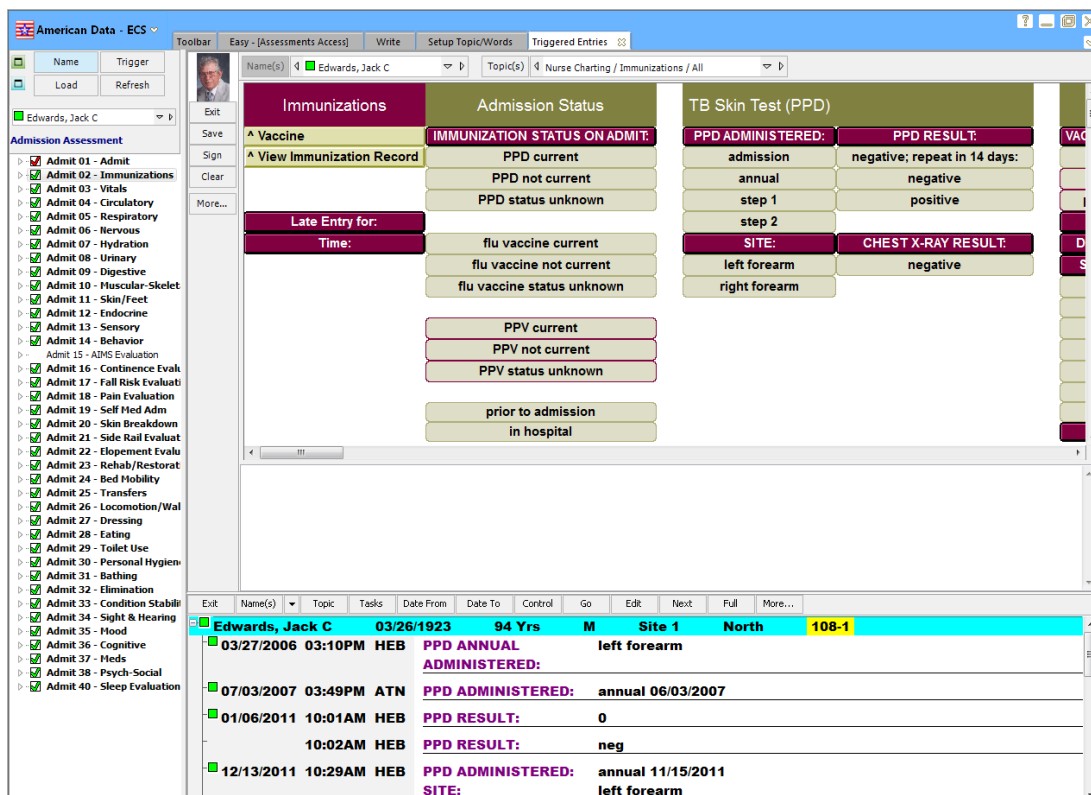 American Data - ECS
Toolbar Easy - [Assessments Access] Write Setup Topic/Words Triggered Entries
Name Trigger
Load Refresh
Edwards, Jack C
Admission Assessment
Admit 01 - Admit
Admit 02 - Immunizations
Admit 03 - Vitals
Admit 04 - Circulatory
Admit 05 - Respiratory
Admit 06 - Nervous
Admit 07 - Hydration
Admit 08 - Urinary
Admit 09 - Digestive
Admit 10 - Muscular-Skelet
Admit 11 - Skin/Feet
Admit 12 - Endocrine
Admit 13 - Sensory
Admit 14 - Behavior
Admit 15 - AIMS Evaluation
Admit 16 - Continence Evalu
Admit 17 - Fall Risk Evaluati
Admit 18 - Pain Evaluation
Admit 19 - Self Med Adm
Admit 20 - Skin Breakdown
Admit 21 - Side Rail Evaluat
Admit 22 - Elopement Evalu
Admit 23 - Rehab/Restorat
Admit 24 - Bed Mobility
Admit 25 - Transfers
Admit 26 - Locomotion/Wal
Admit 27 - Dressing
Admit 28 - Eating
Admit 29 - Toilet Use
Admit 30 - Personal Hygien
Admit 31 - Bathing
Admit 32 - Elimination
Admit 33 - Condition Stabilit
Admit 34 - Sight & Hearing
Admit 35 - Mood
Admit 36 - Cognitive
Admit 37 - Meds
Admit 38 - Psych-Social
Admit 40 - Sleep Evaluation
Exit
Save
Sign
Clear
More...
Name(s) Edwards, Jack C Topic(s) Nurse Charting / Immunizations / All
Immunizations
^ Vaccine
^ View Immunization Record
Late Entry for:
Time:
Admission Status
IMMUNIZATION STATUS ON ADMIT:
PPD current
PPD not current
PPD status unknown
flu vaccine current
flu vaccine not current
flu vaccine status unknown
PPV current
PPV not current
PPV status unknown
prior to admission
in hospital
TB Skin Test (PPD)
PPD ADMINISTERED: PPD RESULT:
admission negative; repeat in 14 days:
annual negative
step 1 positive
step 2
SITE: CHEST X-RAY RESULT:
left forearm negative
right forearm
VAC
D
S
Exit Name(s) Topic Tasks Date From Date To Control Go Edit Next Full More...
Edwards, Jack C 03/26/1923 94 Yrs M Site 1 North 108-1
03/27/2006 03:10PM HEB PPD ANNUAL left forearm
ADMINISTERED:
07/03/2007 03:49PM ATN PPD ADMINISTERED: annual 06/03/2007
01/06/2011 10:01AM HEB PPD RESULT: 0
10:02AM HEB PPD RESULT: neg
12/13/2011 10:29AM HEB PPD ADMINISTERED: annual 11/15/2011
SITE: left forearm